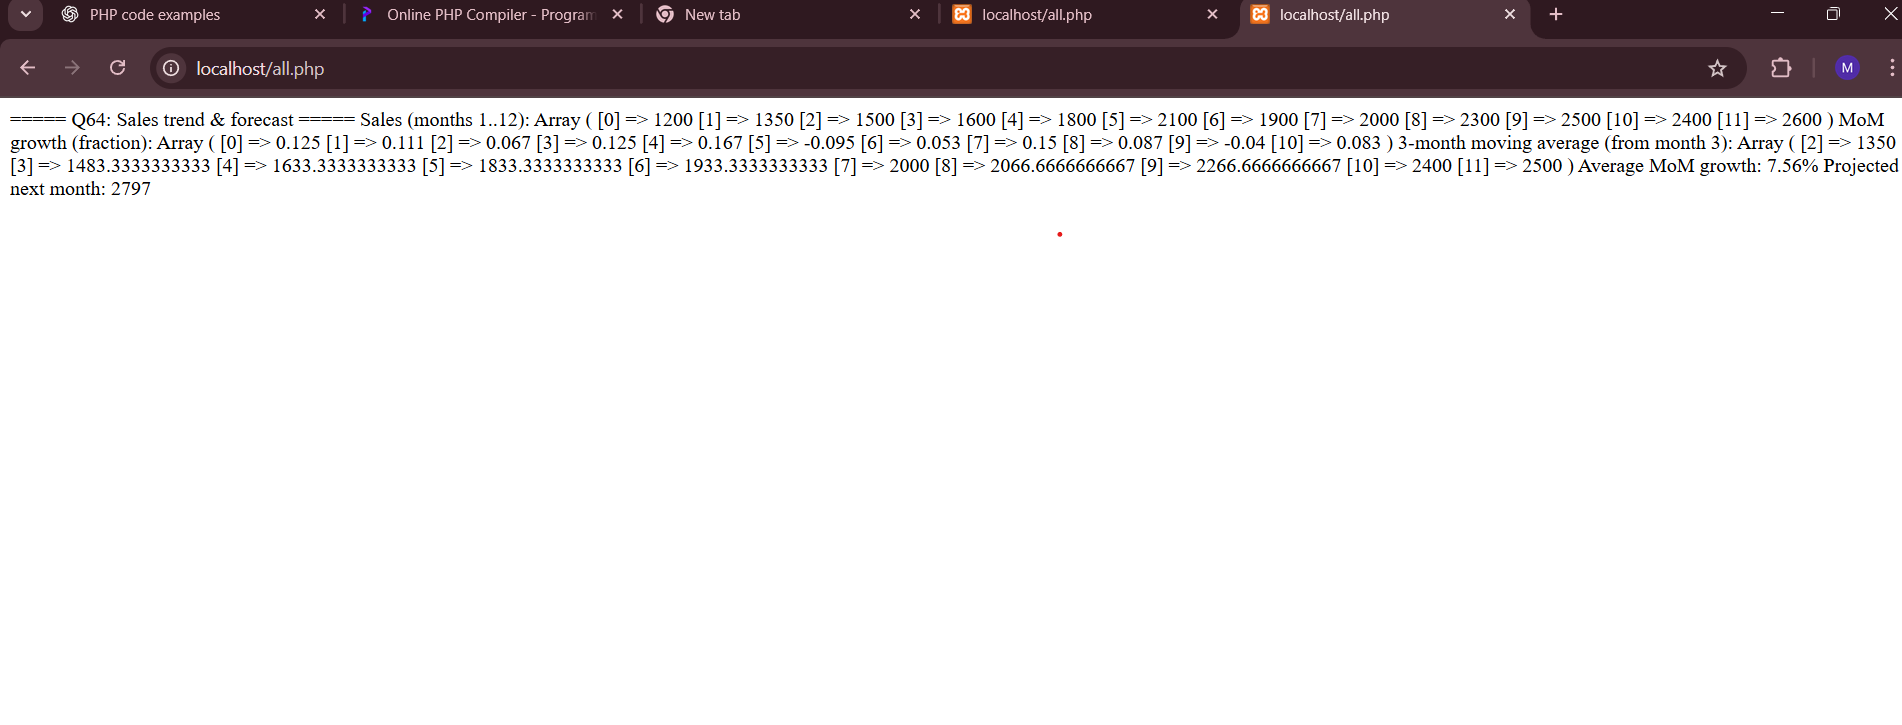 PHP code examples
Online PHP Compiler - Program
New tab
localhost/all.php
localhost/all.php
localhost/all.php
M
===== Q64: Sales trend & forecast ===== Sales (months 1..12): Array ( [0] => 1200 [1] => 1350 [2] => 1500 [3] => 1600 [4] => 1800 [5] => 2100 [6] => 1900 [7] => 2000 [8] => 2300 [9] => 2500 [10] => 2400 [11] => 2600 ) MoM
growth (fraction): Array ( [0] => 0.125 [1] => 0.111 [2] => 0.067 [3] => 0.125 [4] => 0.167 [5] => -0.095 [6] => 0.053 [7] => 0.15 [8] => 0.087 [9] => -0.04 [10] => 0.083 ) 3-month moving average (from month 3): Array ( [2] => 1350
[3] => 1483.3333333333 [4] => 1633.3333333333 [5] => 1833.3333333333 [6] => 1933.3333333333 [7] => 2000 [8] => 2066.6666666667 [9] => 2266.6666666667 [10] => 2400 [11] => 2500 ) Average MoM growth: 7.56% Projected
next month: 2797